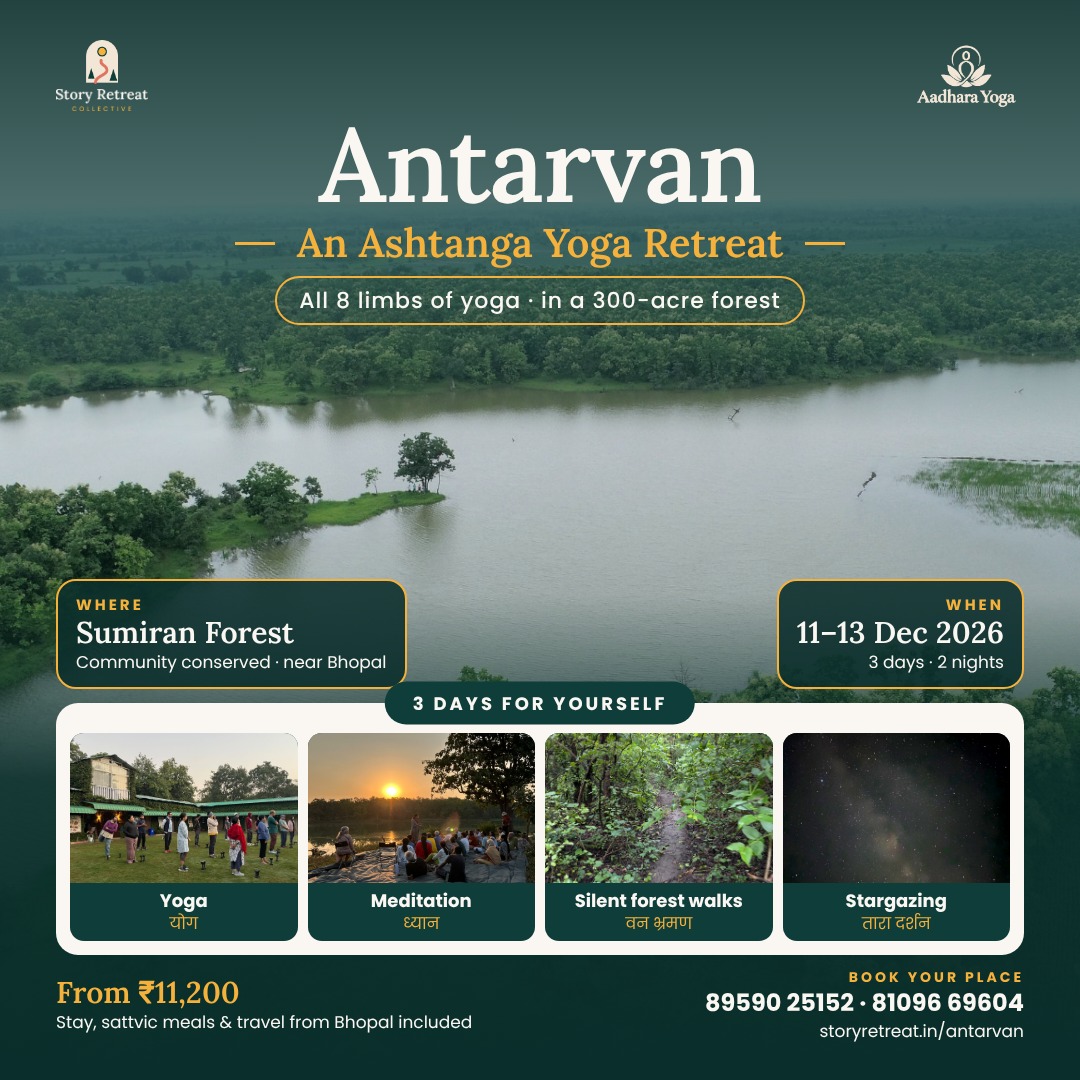 Story Retreat
COLLECTIVE
Aadhara Yoga
Antarvan
An Ashtanga Yoga Retreat
All 8 limbs of yoga · in a 300-acre forest
WHERE
Sumiran Forest
Community conserved · near Bhopal
WHEN
11–13 Dec 2026
3 days · 2 nights
3 DAYS FOR YOURSELF
Yoga
योग
Meditation
ध्यान
Silent forest walks
वन भ्रमण
Stargazing
तारा दर्शन
From ₹11,200
Stay, sattvic meals & travel from Bhopal included
BOOK YOUR PLACE
89590 25152 · 81096 69604
storyretreat.in/antarvan